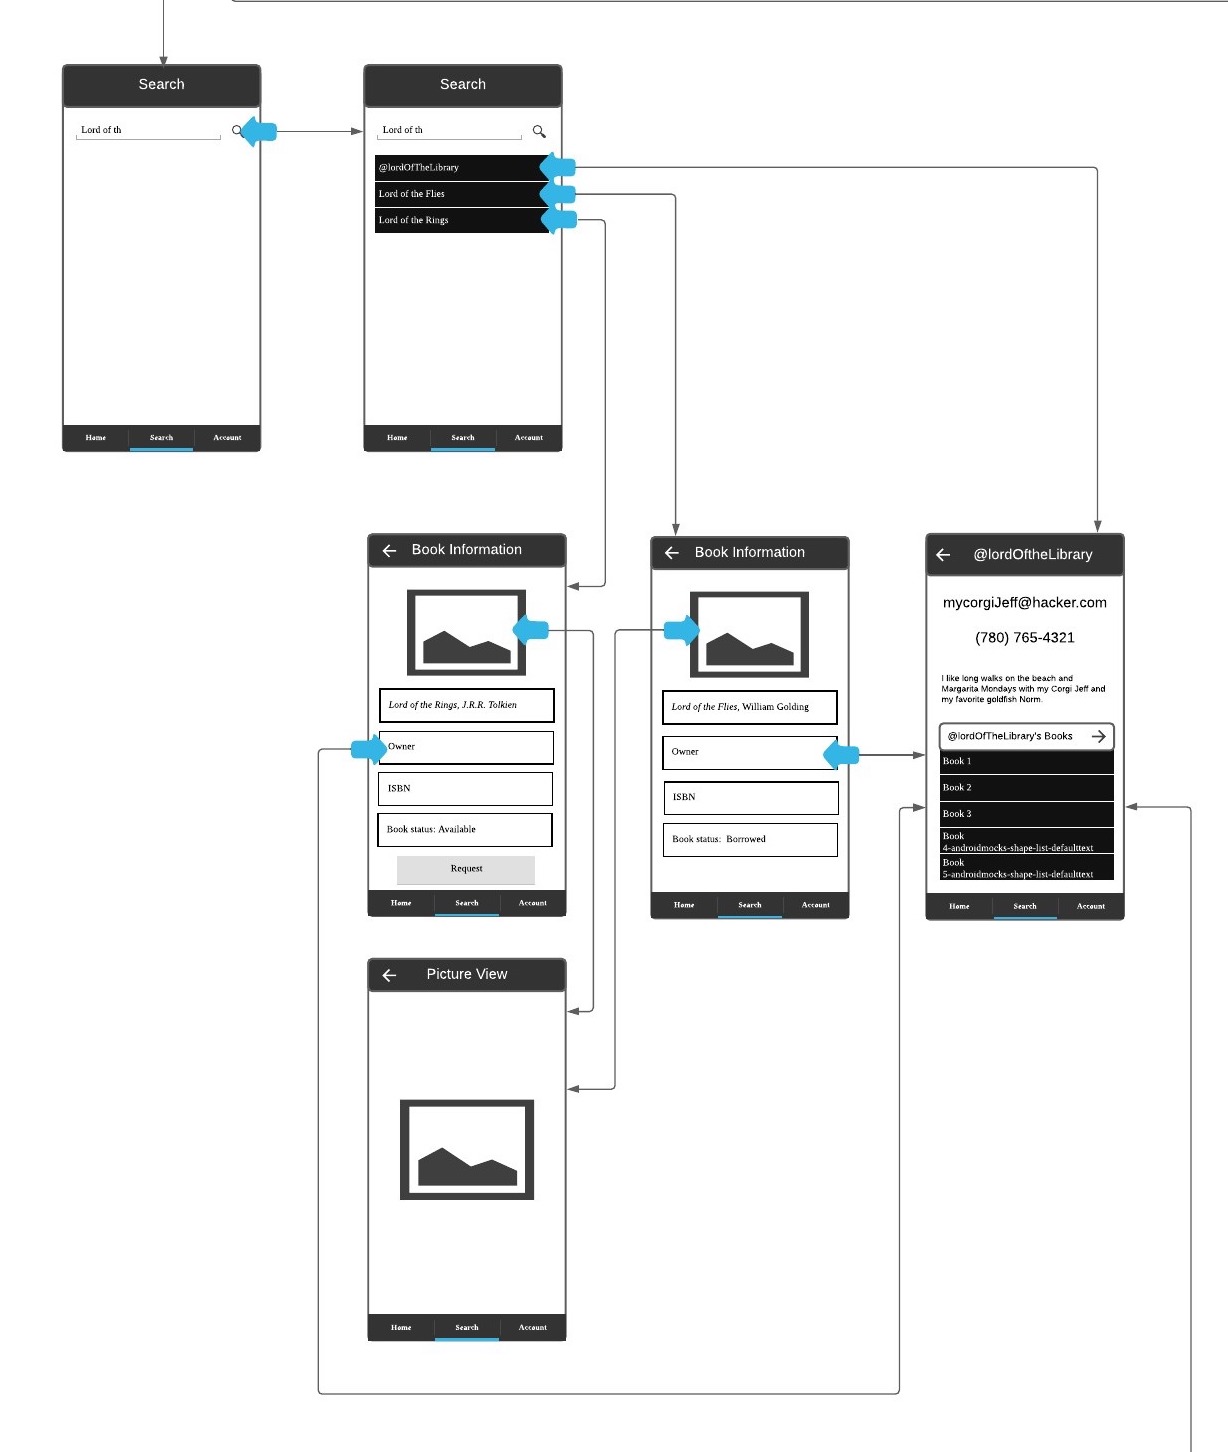 Search
Lord of th
Home Search Account
Search
Lord of th
@lordOfTheLibrary
Lord of the Flies
Lord of the Rings
Home Search Account
Book Information
Lord of the Rings, J.R.R. Tolkien
Owner
ISBN
Book status: Available
Request
Home Search Account
Book Information
Lord of the Flies, William Golding
Owner
ISBN
Book status: Borrowed
Home Search Account
@lordOftheLibrary
mycorgiJeff@hacker.com
(780) 765-4321
I like long walks on the beach and
Margarita Mondays with my Corgi Jeff and
my favorite goldfish Norm.
@lordOfTheLibrary's Books
Book 1
Book 2
Book 3
Book
4-androidmocks-shape-list-defaulttext
Book
5-androidmocks-shape-list-defaulttext
Home Search Account
Picture View
Home Search Account